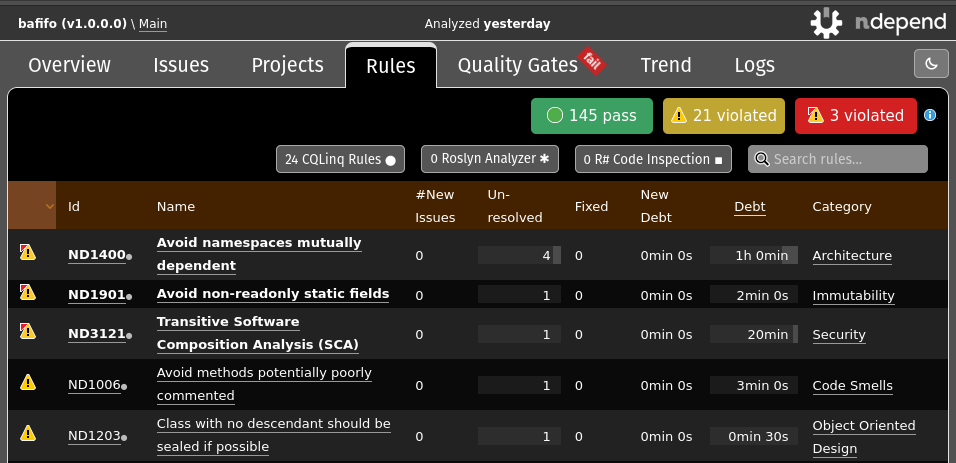 bafifo (v1.0.0.0) \ Main
Analyzed yesterday
ndepend
Overview Issues Projects Rules Quality Gates fail Trend Logs
145 pass 21 violated 3 violated
24 CQLinq Rules 0 Roslyn Analyzer 0 R# Code Inspection Search rules...
Id Name #New Issues Un-resolved Fixed New Debt Debt Category
ND1400 Avoid namespaces mutually dependent 0 4 0 0min 0s 1h 0min Architecture
ND1901 Avoid non-readonly static fields 0 1 0 0min 0s 2min 0s Immutability
ND3121 Transitive Software Composition Analysis (SCA) 0 1 0 0min 0s 20min Security
ND1006 Avoid methods potentially poorly commented 0 1 0 0min 0s 3min 0s Code Smells
ND1203 Class with no descendant should be sealed if possible 0 1 0 0min 0s 0min 30s Object Oriented Design